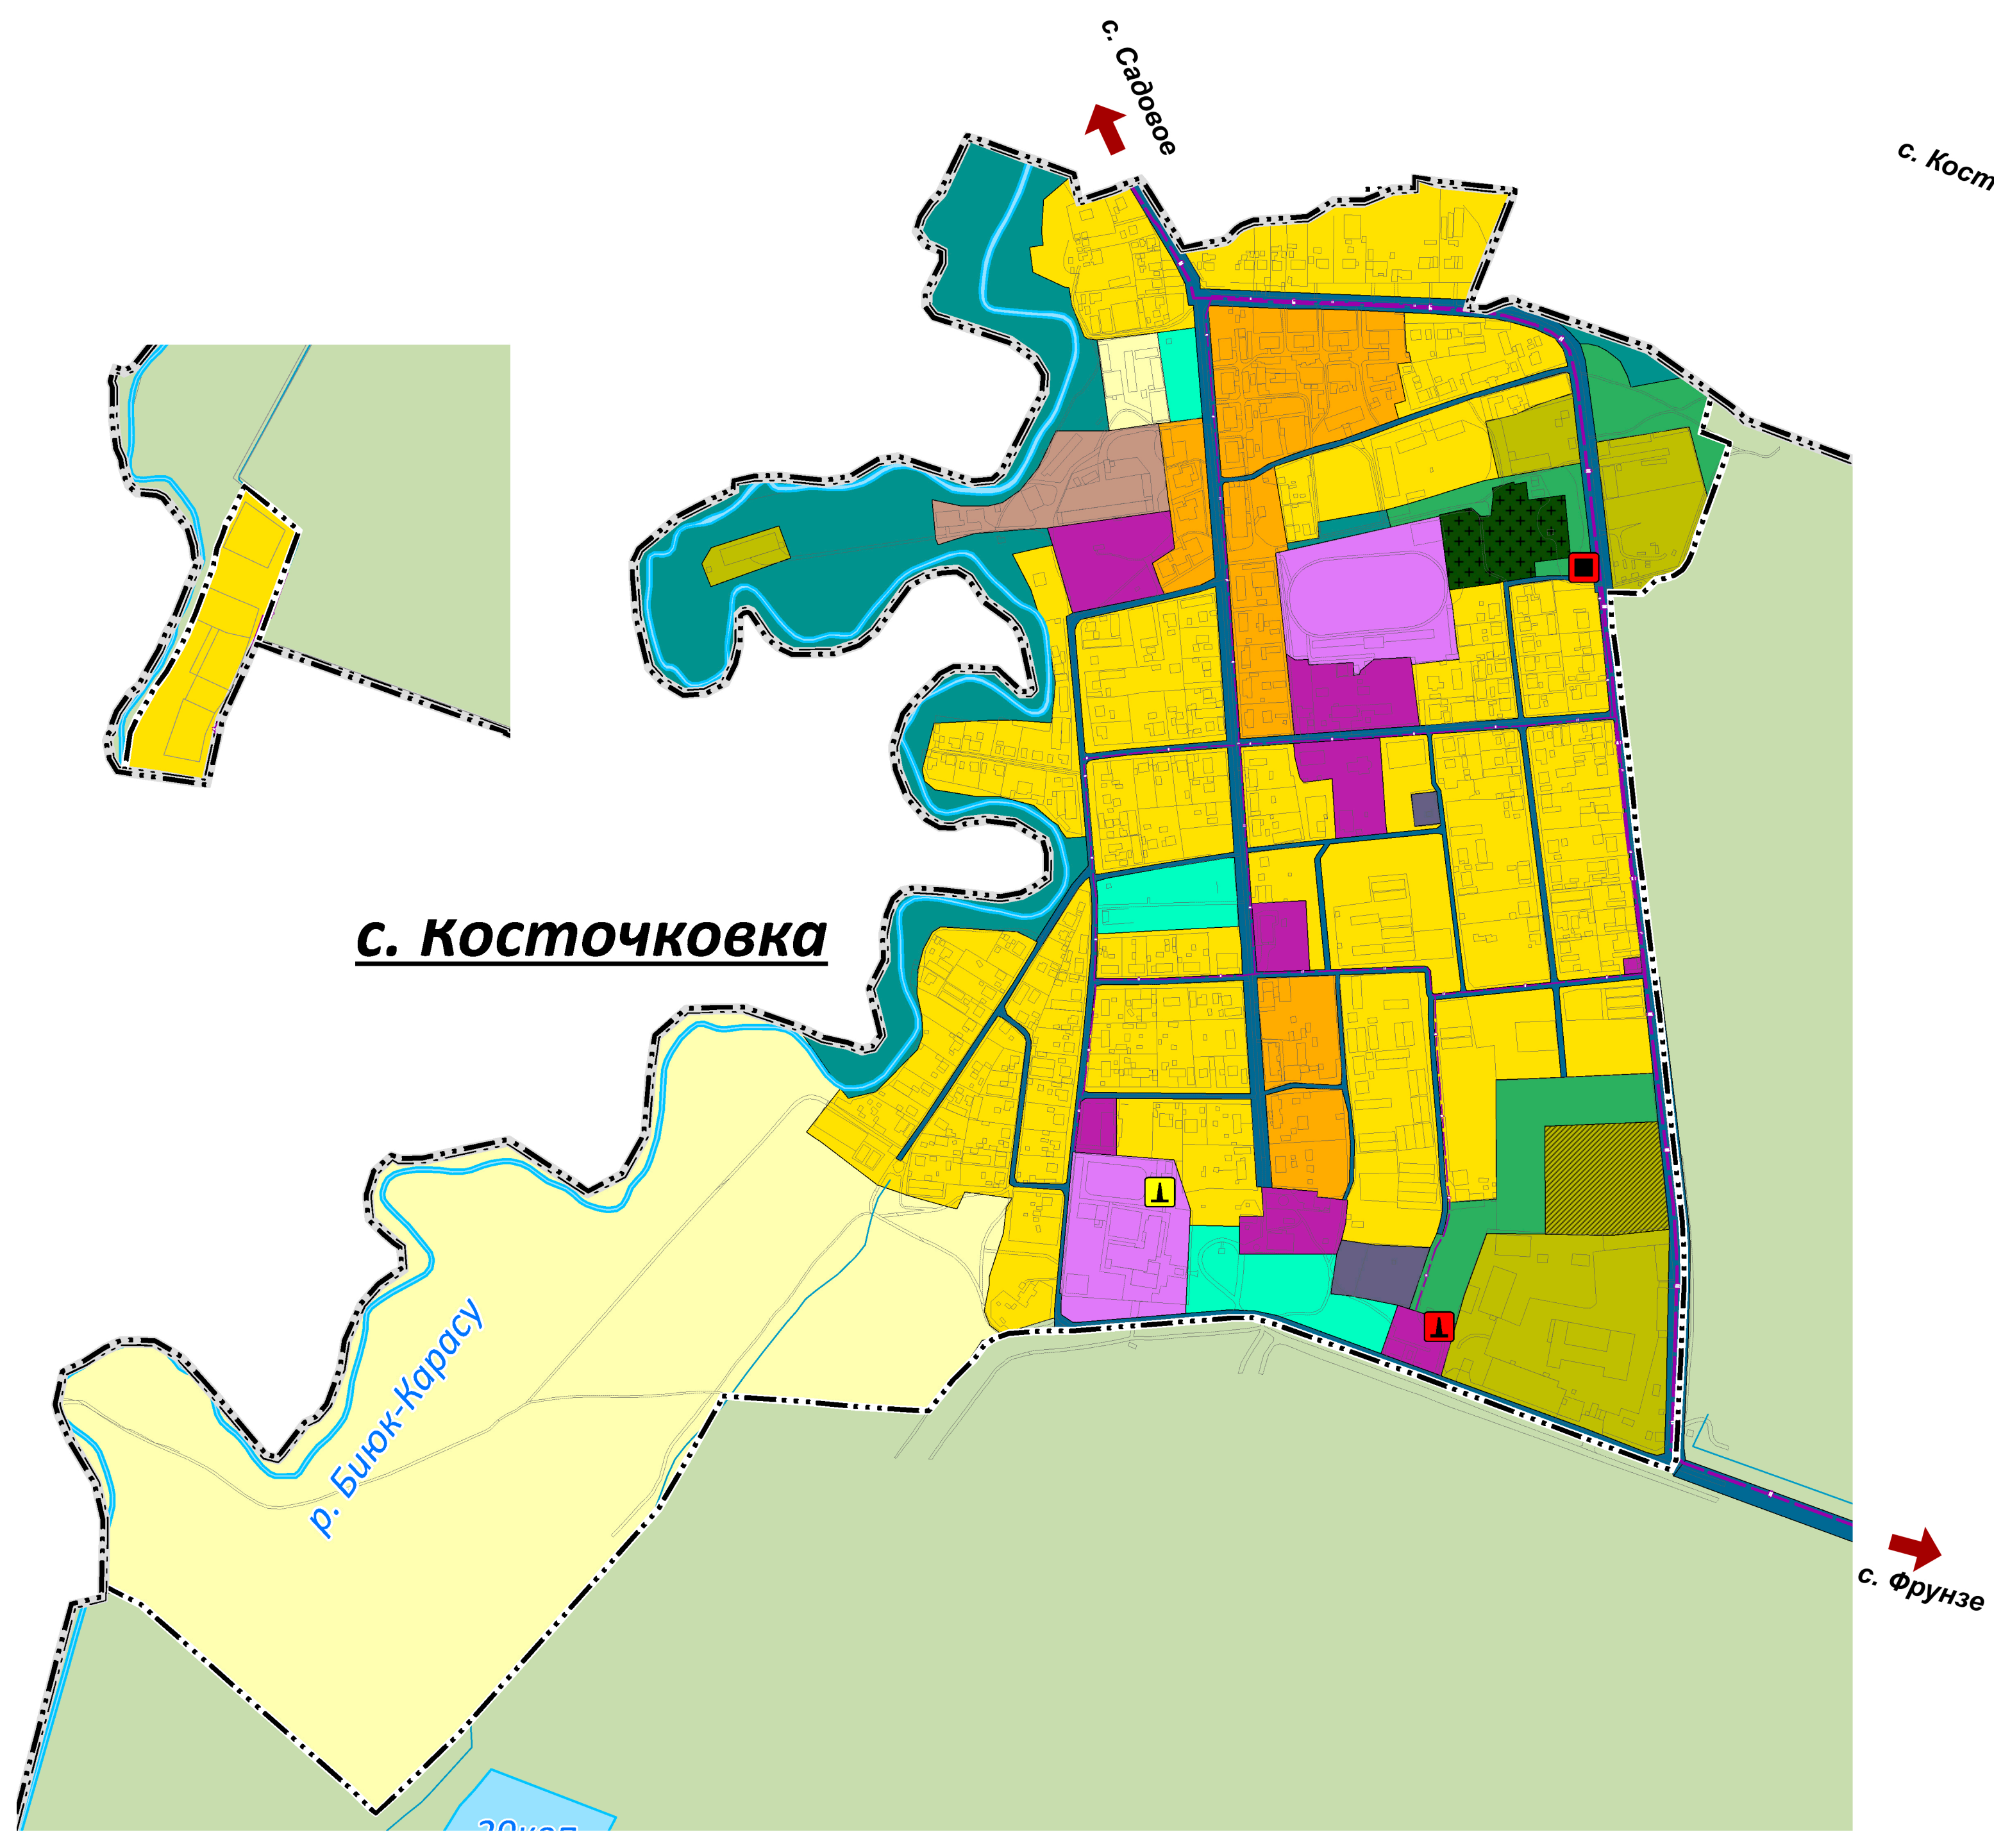 с. Садовое
с. Кост
с. Косточковка
р. Биюк-Карасу
с. Фрунзе